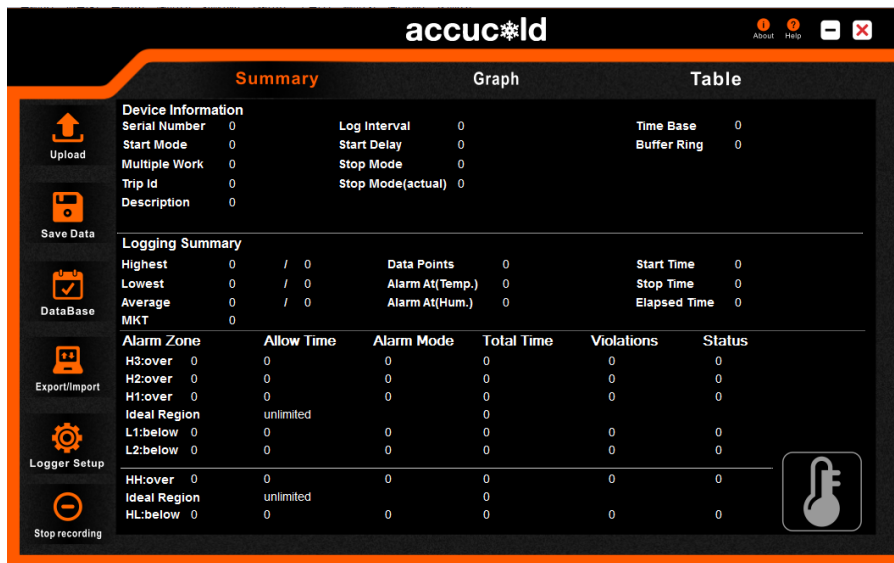 accucold
About
Help
Summary Graph Table
Upload
Save Data
DataBase
Export/Import
Logger Setup
Stop recording
Device Information
Serial Number 0 Log Interval 0 Time Base 0
Start Mode 0 Start Delay 0 Buffer Ring 0
Multiple Work 0 Stop Mode 0
Trip Id 0 Stop Mode(actual) 0
Description 0
Logging Summary
Highest 0 / 0 Data Points 0 Start Time 0
Lowest 0 / 0 Alarm At(Temp.) 0 Stop Time 0
Average 0 / 0 Alarm At(Hum.) 0 Elapsed Time 0
MKT 0
Alarm Zone Allow Time Alarm Mode Total Time Violations Status
H3:over 0 0 0 0 0 0
H2:over 0 0 0 0 0 0
H1:over 0 0 0 0 0 0
Ideal Region unlimited 0
L1:below 0 0 0 0 0 0
L2:below 0 0 0 0 0 0
HH:over 0 0 0 0 0 0
Ideal Region unlimited 0
HL:below 0 0 0 0 0 0